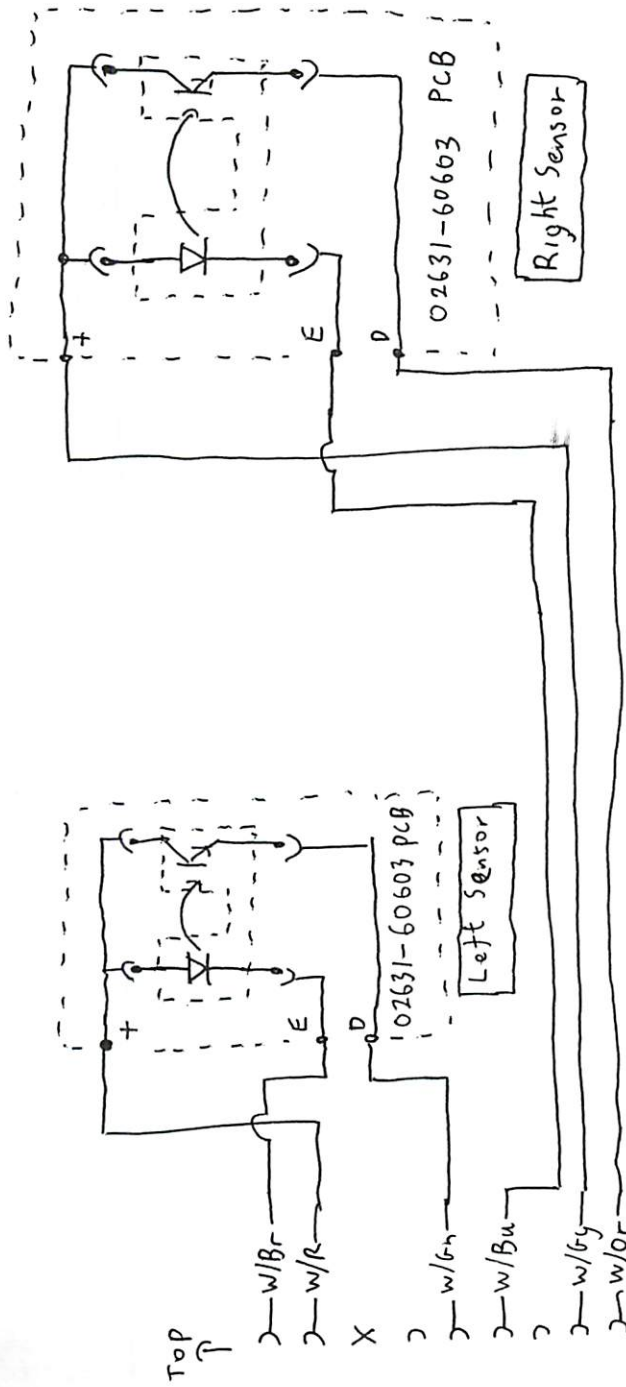 TOP
W/Br
W/R
X
W/Gn
W/Bu
W/Gy
W/Or
+
E
D
02631-60603 PCB
Left Sensor
+
E
D
02631-60603 PCB
Right Sensor